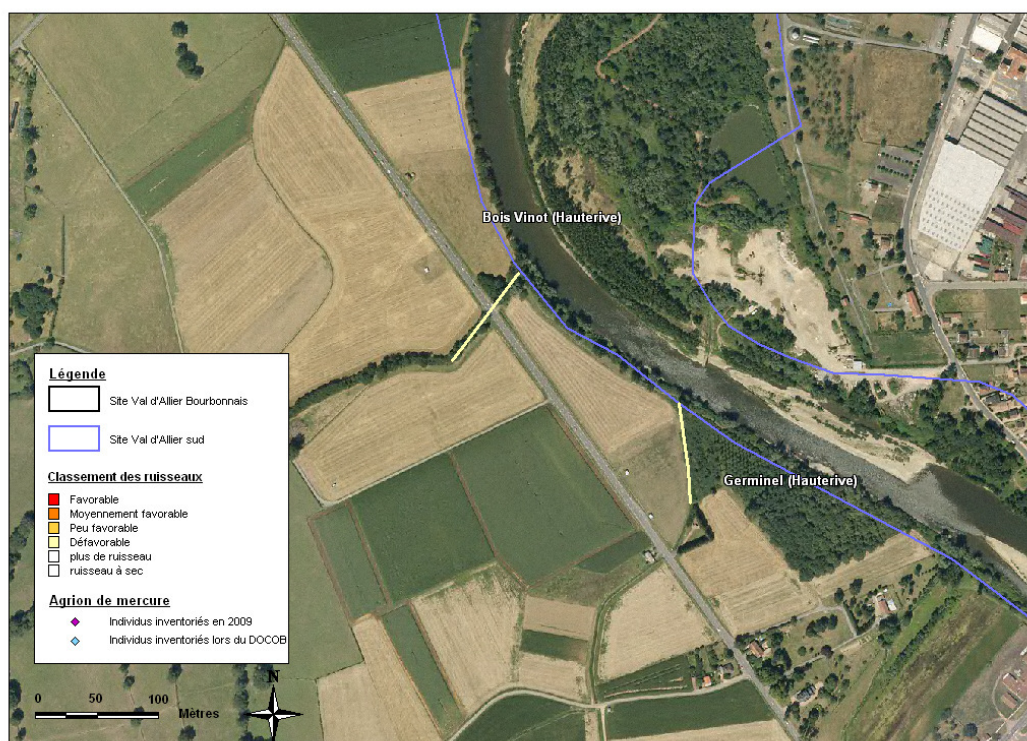 Bois Vinot (Hauterive)
Germinel (Hauterive)
Légende
Site Val d'Allier Bourbonnais
Site Val d'Allier sud
Classement des ruisseaux
Favorable
Moyennement favorable
Peu favorable
Défavorable
plus de ruisseau
ruisseau à sec
Agrion de mercure
Individus inventoriés en 2009
Individus inventoriés lors du DOCOB
0 50 100
Mètres
N